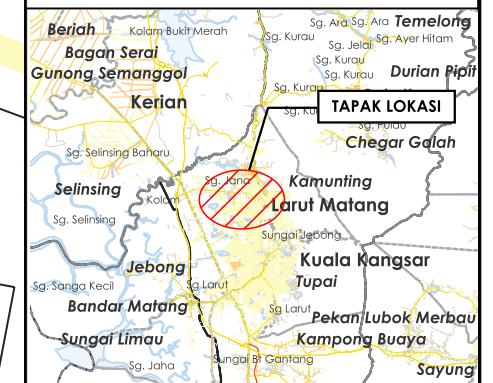 Beriah
Kolam Bukit Merah
Sg. Ara
Sg. Ara
Temelong
Sg. Kurau
Sg. Ayer Hitam
Sg. Jelai
Bagan Serai
Sg. Kurau
Gunong Semanggol
Sg. Kurau
Durian Pipit
Sg. Kurau
Kerian
TAPAK LOKASI
Chegar Galah
Sg. Selinsing Baharu
Sg. Jana
Kamunting
Selinsing
Kolam
Larut Matang
Sg. Selinsing
Sungai Jebong
Kuala Kangsar
Jebong
Tupai
Sg. Sanga Kecil
Sg Larut
Bandar Matang
Sg Larut
Pekan Lubok Merbau
Sungai Limau
Kampong Buaya
Sungai Bt Gantang
Sg. Jaha
Sayung